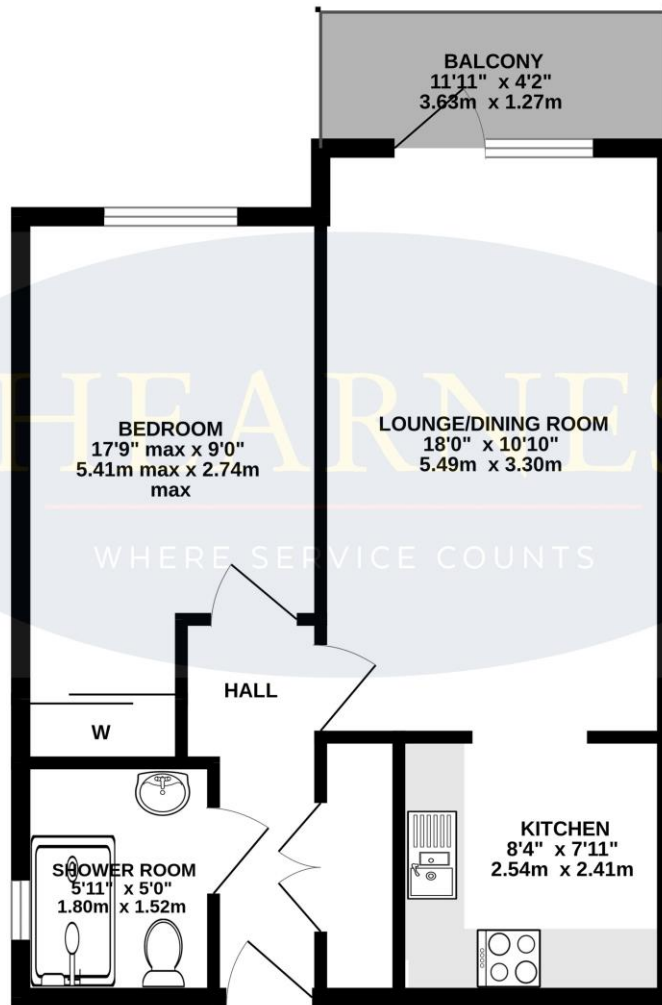 BALCONY
11'11" x 4'2"
3.63m x 1.27m
BEDROOM
17'9" max x 9'0"
5.41m max x 2.74m
max
LOUNGE/DINING ROOM
18'0" x 10'10"
5.49m x 3.30m
HEARNES
WHERE SERVICE COUNTS
HALL
W
SHOWER ROOM
5'11" x 5'0"
1.80m x 1.52m
KITCHEN
8'4" x 7'11"
2.54m x 2.41m